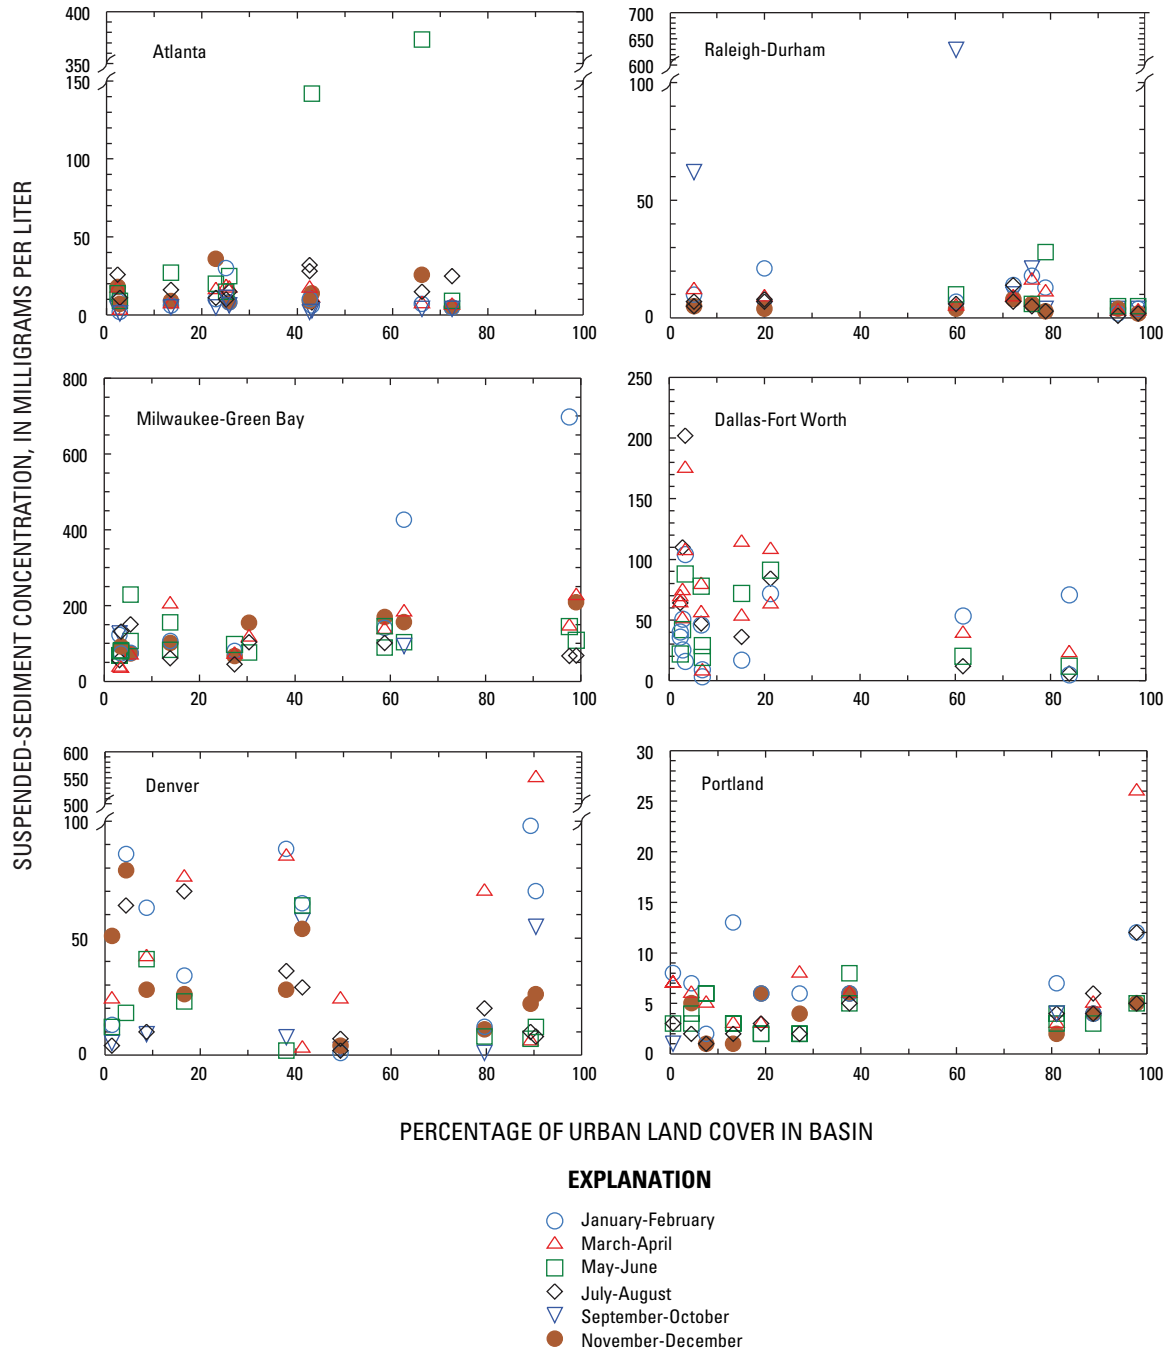 SUSPENDED-SEDIMENT CONCENTRATION, IN MILLIGRAMS PER LITER
Atlanta
400
350
150
100
50
0
0 20 40 60 80 100
Raleigh-Durham
700
650
600
100
50
0
0 20 40 60 80 100
Milwaukee-Green Bay
800
600
400
200
100
0
0 20 40 60 80 100
Dallas-Fort Worth
250
200
150
100
50
0
0 20 40 60 80 100
Denver
600
550
500
100
50
0
0 20 40 60 80 100
Portland
30
25
20
15
10
5
0
0 20 40 60 80 100
PERCENTAGE OF URBAN LAND COVER IN BASIN
EXPLANATION
January-February
March-April
May-June
July-August
September-October
November-December